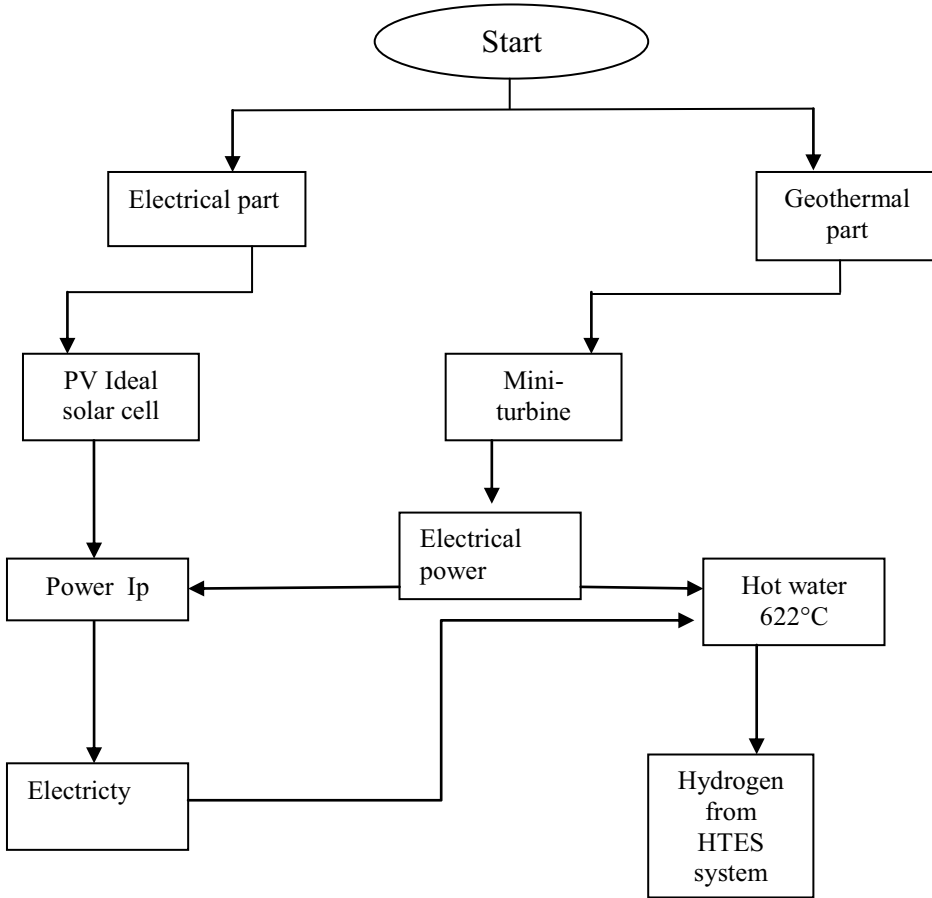 Start
Electrical part
Geothermal
part
PV Ideal
solar cell
Mini-
turbine
Electrical
power
Power Ip
Hot water
622°C
Electricty
Hydrogen
from
HTES
system